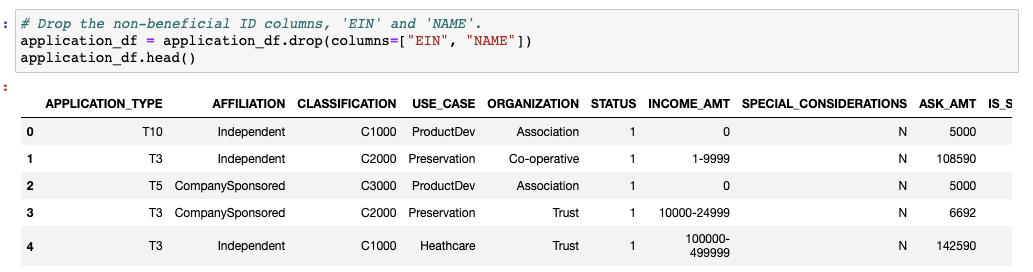 # Drop the non-beneficial ID columns, 'EIN' and 'NAME'.
application_df = application_df.drop(columns=["EIN", "NAME"])
application_df.head()
APPLICATION_TYPE AFFILIATION CLASSIFICATION USE_CASE ORGANIZATION STATUS INCOME_AMT SPECIAL_CONSIDERATIONS ASK_AMT IS_S
0 T10 Independent C1000 ProductDev Association 1 0 N 5000
1 T3 Independent C2000 Preservation Co-operative 1 1-9999 N 108590
2 T5 CompanySponsored C3000 ProductDev Association 1 0 N 5000
3 T3 CompanySponsored C2000 Preservation Trust 1 10000-24999 N 6692
4 T3 Independent C1000 Heathcare Trust 1 100000-
499999 N 142590